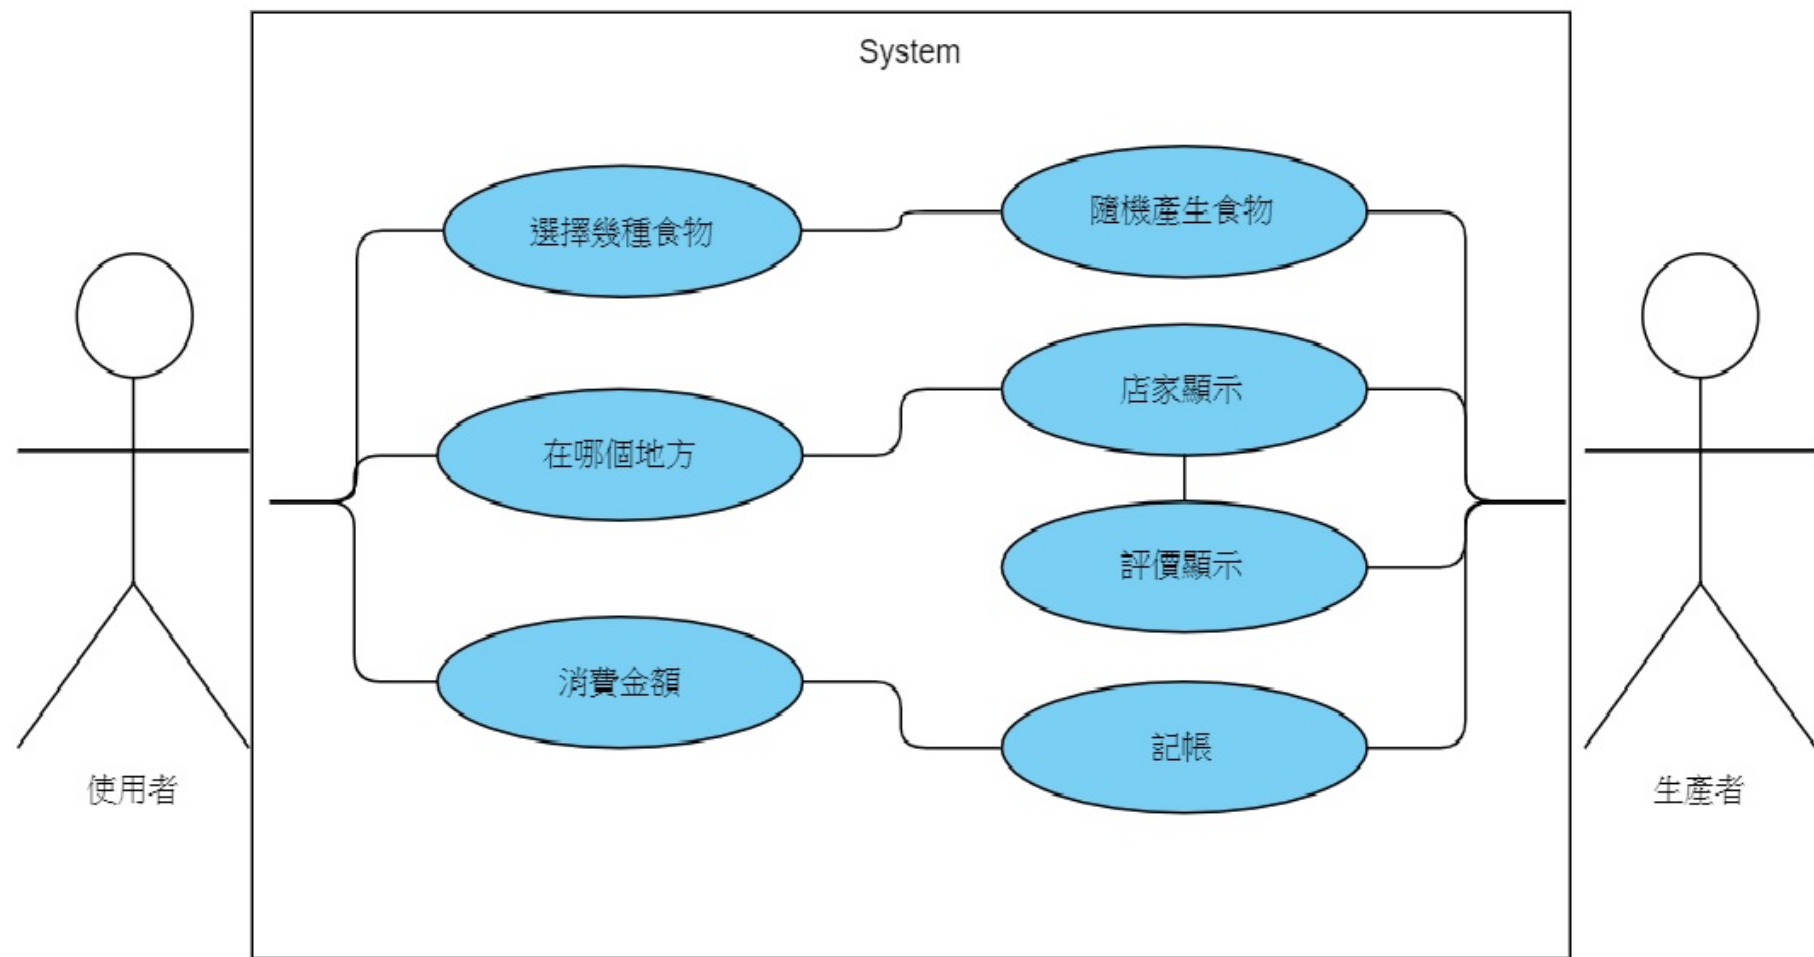 System
選擇幾種食物
隨機產生食物
在哪個地方
店家顯示
評價顯示
消費金額
記帳
使用者
生產者